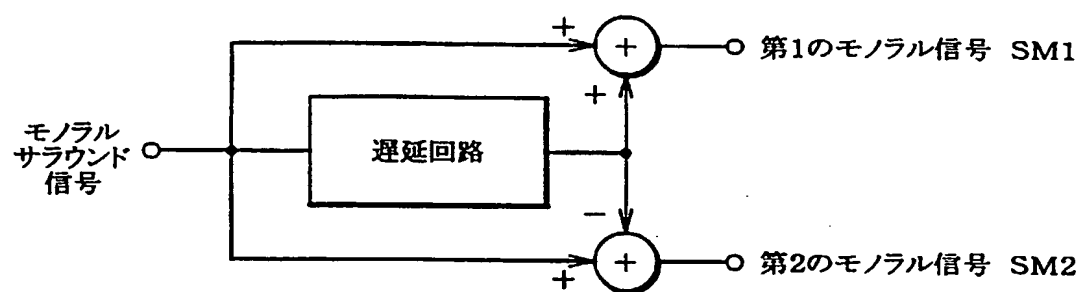 モノラル
サラウンド
信号
遅延回路
+
+
+
第1のモノラル信号 SM1
−
+
+
第2のモノラル信号 SM2